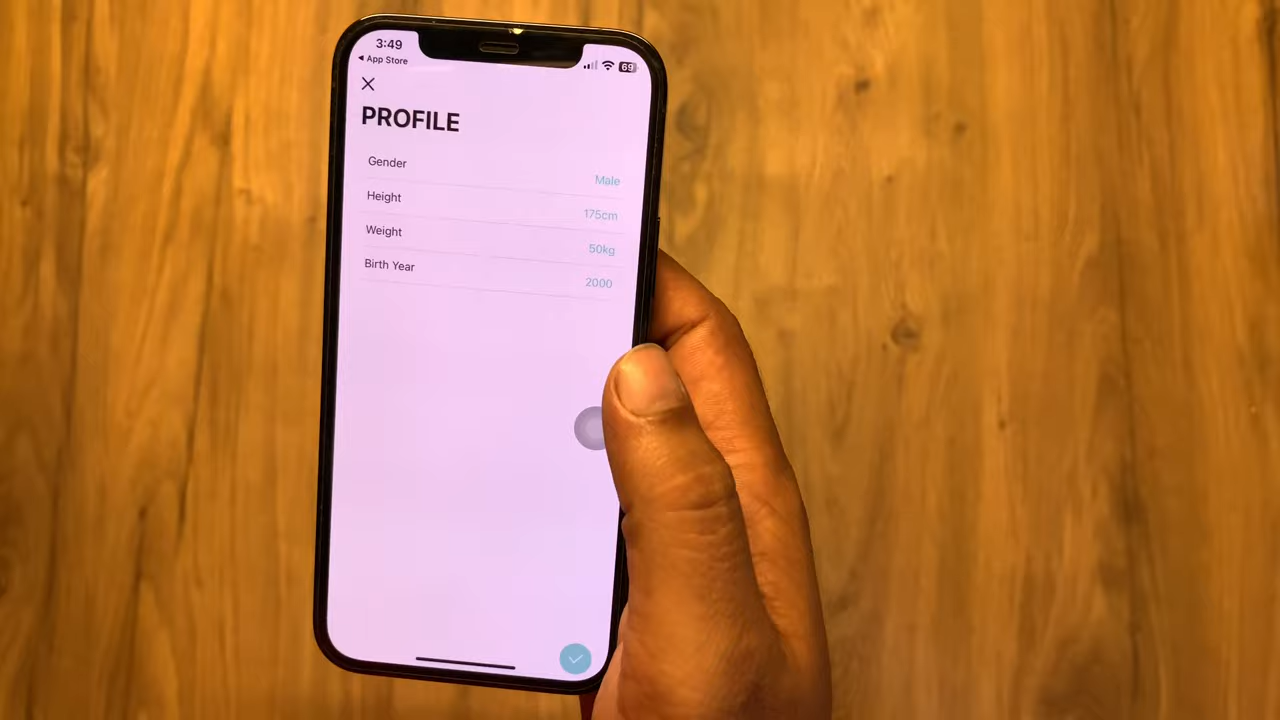 3:49
App Store
69
PROFILE
Gender
Male
Height
175cm
Weight
50kg
Birth Year
2000